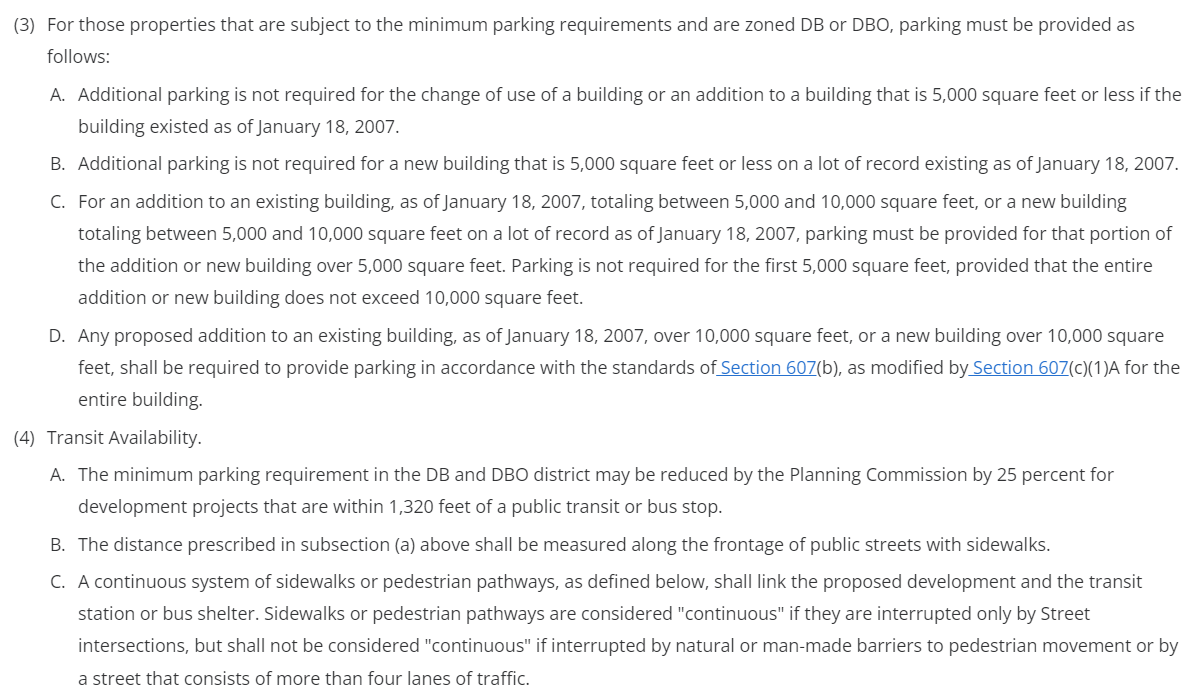 (3) For those properties that are subject to the minimum parking requirements and are zoned DB or DBO, parking must be provided as
follows:
A. Additional parking is not required for the change of use of a building or an addition to a building that is 5,000 square feet or less if the
building existed as of January 18, 2007.
B. Additional parking is not required for a new building that is 5,000 square feet or less on a lot of record existing as of January 18, 2007.
C. For an addition to an existing building, as of January 18, 2007, totaling between 5,000 and 10,000 square feet, or a new building
totaling between 5,000 and 10,000 square feet on a lot of record as of January 18, 2007, parking must be provided for that portion of
the addition or new building over 5,000 square feet. Parking is not required for the first 5,000 square feet, provided that the entire
addition or new building does not exceed 10,000 square feet.
D. Any proposed addition to an existing building, as of January 18, 2007, over 10,000 square feet, or a new building over 10,000 square
feet, shall be required to provide parking in accordance with the standards of Section 607(b), as modified by Section 607(c)(1)A for the
entire building.
(4) Transit Availability.
A. The minimum parking requirement in the DB and DBO district may be reduced by the Planning Commission by 25 percent for
development projects that are within 1,320 feet of a public transit or bus stop.
B. The distance prescribed in subsection (a) above shall be measured along the frontage of public streets with sidewalks.
C. A continuous system of sidewalks or pedestrian pathways, as defined below, shall link the proposed development and the transit
station or bus shelter. Sidewalks or pedestrian pathways are considered "continuous" if they are interrupted only by Street
intersections, but shall not be considered "continuous" if interrupted by natural or man-made barriers to pedestrian movement or by
a street that consists of more than four lanes of traffic.